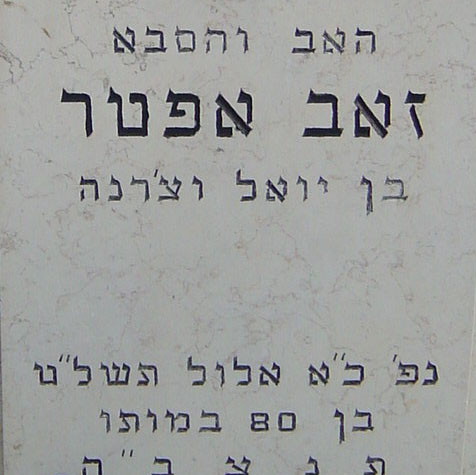 האב והסבא
זאב אפטר
בן יואל וצ'רנה
נפ' כ"א אלול תשל"ט
בן 80 במותו
ת נ צ ב "ה